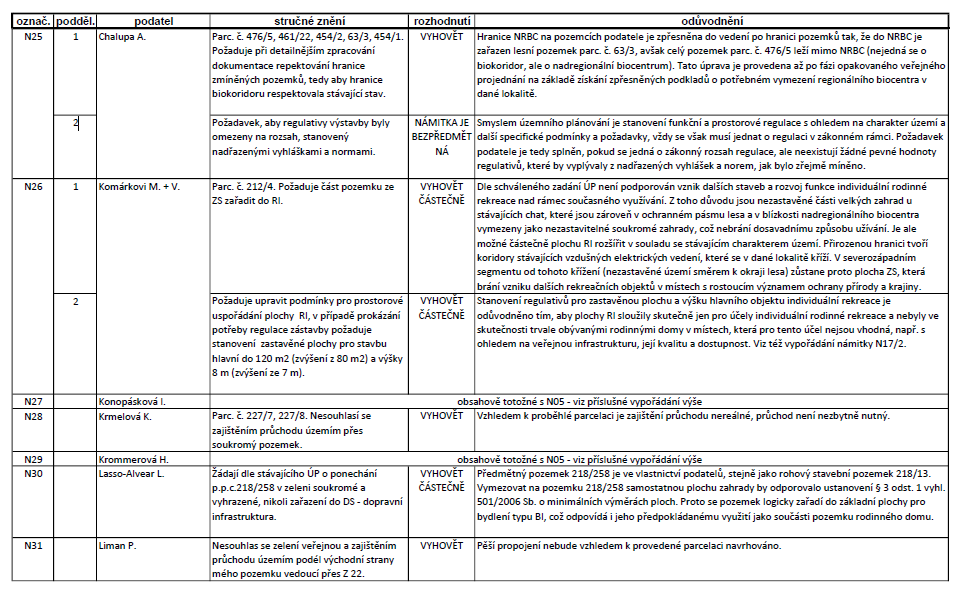 označ. podděl. podatel stručné znění rozhodnutí odůvodnění
N25 1 Chalupa A. Parc. č. 476/5, 461/22, 454/2, 63/3, 454/1. VYHOVĚT Hranice NRBC na pozemcích podatele je zpřesněna do vedení po hranici pozemků tak, že do NRBC je
Požaduje při detailnějším zpracování zařazen lesní pozemek parc. č. 63/3, avšak celý pozemek parc. č. 476/5 leží mimo NRBC (nejedná se o
dokumentace repektování hranice biokoridor, ale o nadregionální biocentrum). Tato úprava je provedena až po fázi opakovaného veřejného
zmíněných pozemků, tedy aby hranice projednání na základě získání zpřesněných podkladů o potřebném vymezení regionálního biocentra v
biokoridoru respektovala stávající stav. dané lokalitě.
2 Požadavek, aby regulativy výstavby byly NÁMITKA JE Smyslem územního plánování je stanovení funkční a prostorové regulace s ohledem na charakter území a
omezeny na rozsah, stanovený BEZPŘEDMĚT další specifické podmínky a požadavky, vždy se však musí jednat o regulaci v zákonném rámci. Požadavek
nadřazenými vyhláškami a normami. NÁ podatele je tedy splněn, pokud se jedná o zákonný rozsah regulace, ale neexistují žádné pevné hodnoty
regulativů, které by vyplývaly z nadřazených vyhlášek a norem, jak bylo zřejmě míněno.
N26 1 Komárkovi M. + V. Parc. č. 212/4. Požaduje část pozemku ze VYHOVĚT Dle schváleného zadání ÚP není podporován vznik dalších staveb a rozvoj funkce individuální rodinné
ZS zařadit do RI. ČÁSTEČNĚ rekreace nad rámec současného využívání. Z toho důvodu jsou nezastavěné části velkých zahrad u
stávajících chat, které jsou zároveň v ochranném pásmu lesa a v blízkosti nadregionálního biocentra
vymezeny jako nezastavitelné soukromé zahrady, což nebrání dosavadnímu způsobu užívání. Je ale
možné částečně plochu RI rozšířit v souladu se stávajícím charakterem území. Přirozenou hranici tvoří
koridory stávajících vzdušných elektrických vedení, které se v dané lokalitě kříží. V severozápadním
segmentu od tohoto křížení (nezastavěné území směrem k okraji lesa) zůstane proto plocha ZS, která
brání vzniku dalších rekreačních objektů v místech s rostoucím významem ochrany přírody a krajiny.
2 Požaduje upravit podmínky pro prostorové VYHOVĚT Stanovení regulativů pro zastavěnou plochu a výšku hlavního objektu individuální rekreace je
uspořádání plochy RI, v případě prokázání ČÁSTEČNĚ odůvodněno tím, aby plochy RI sloužily skutečně jen pro účely individuální rodinné rekreace a nebyly ve
potřeby regulace zástavby požaduje skutečnosti trvale obývanými rodinnými domy v místech, která pro tento účel nejsou vhodná, např. s
stanovení zastavěné plochy pro stavbu ohledem na veřejnou infrastrukturu, její kvalitu a dostupnost. Viz též vypořádání námitky N17/2.
hlavní do 120 m2 (zvýšení z 80 m2) a výšky
8 m (zvýšení ze 7 m).
N27 Konopásková I. obsahově totožné s N05 - viz příslušné vypořádání výše
N28 Krmelová K. Parc. č. 227/7, 227/8. Nesouhlasí se VYHOVĚT Vzhledem k proběhlé parcelaci je zajištění průchodu nereálné, průchod není nezbytně nutný.
zajištěním průchodu územím přes
soukromý pozemek.
N29 Krommerová H. obsahově totožné s N05 - viz příslušné vypořádání výše
N30 Lasso-Alvear L. Žádají dle stávajícího ÚP o ponechání VYHOVĚT Předmětný pozemek 218/258 je ve vlastnictví podatelů, stejně jako rohový stavební pozemek 218/13.
p.p.c.218/258 v zeleni soukromé a ČÁSTEČNĚ Vymezovat na pozemku 218/258 samostatnou plochu zahrady by odporovalo ustanovení § 3 odst. 1 vyhl.
vyhrazené, nikoli zařazení do DS - dopravní 501/2006 Sb. o minimálních výměrách ploch. Proto se pozemek logicky zařadí do základní plochy pro
infrastruktura. bydlení typu BI, což odpovídá i jeho předpokládanému využití jako součásti pozemku rodinného domu.
N31 Liman P. Nesouhlas se zelení veřejnou a zajištěním VYHOVĚT Pěší propojení nebude vzhledem k provedené parcelaci navrhováno.
průchodu územím podél východní strany
mého pozemku vedoucí přes Z 22.